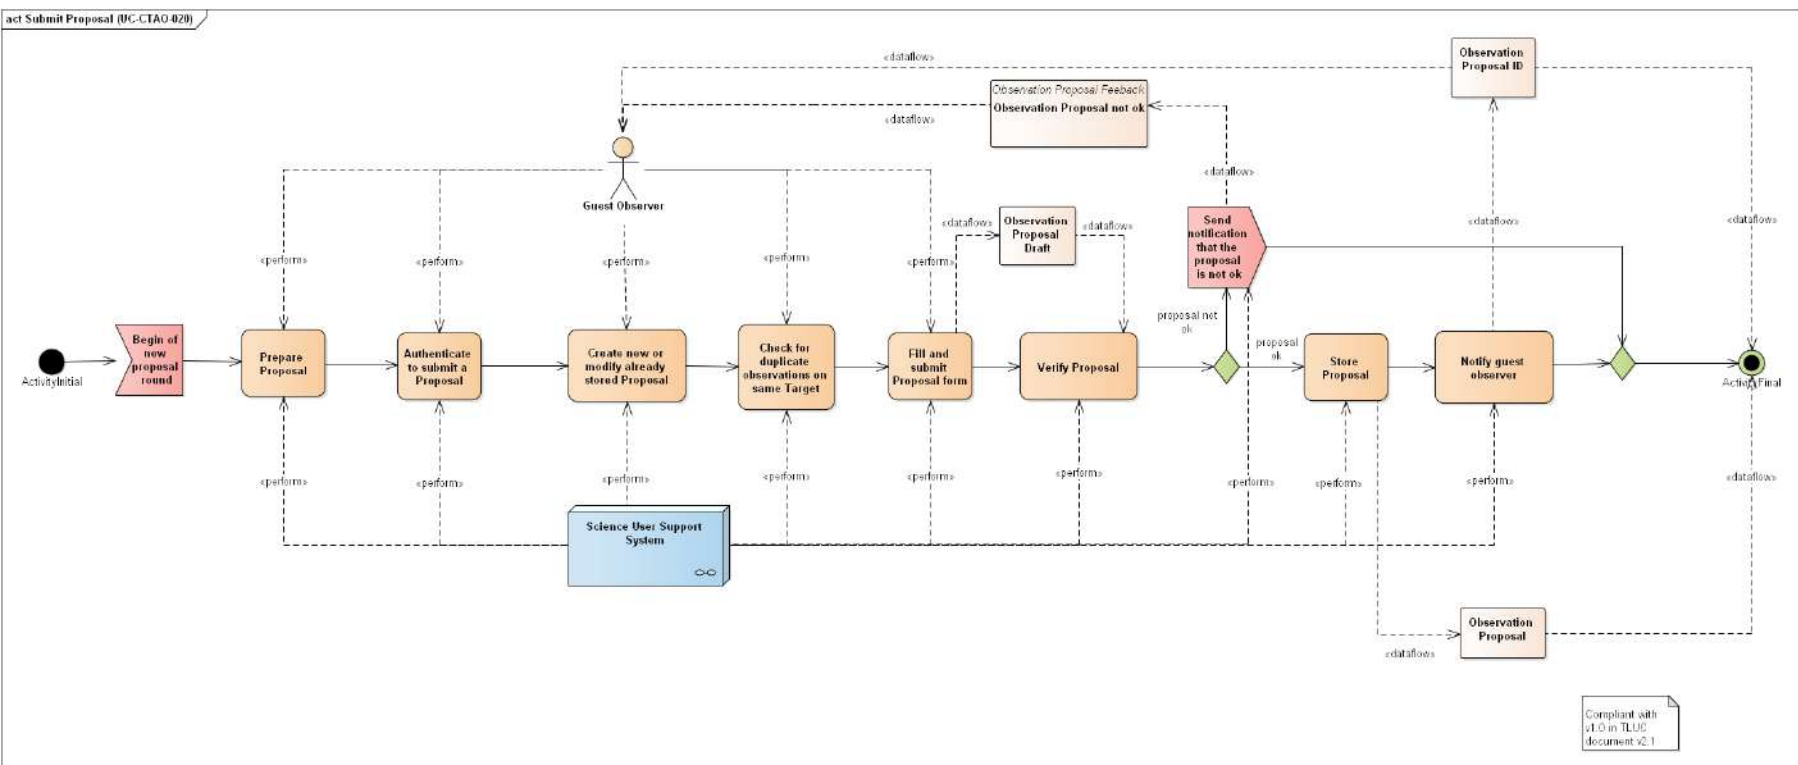 act Submit Proposal (UC-CTAO-020)
«dataflow»
Observation
Proposal ID
Observation Proposal Feeback
Observation Proposal not ok
«dataflow»
«dataflow»
Guest Observer
«dataflow»
Observation
Proposal
Draft
«dataflow»
Send
notification
that the
proposal
is not ok
«dataflow»
«dataflow»
«perform»
«perform»
«perform»
«perform»
«perform»
proposal not
ok
ActivityInitial
Begin of
new
proposal
round
Prepare
Proposal
Authenticate
to submit a
Proposal
Create new or
modify already
stored Proposal
Check for
duplicate
observations on
same Target
Fill and
submit
Proposal form
Verify Proposal
proposal
ok
Store
Proposal
Notify guest
observer
ActivityFinal
«perform»
«perform»
«perform»
«perform»
«perform»
«perform»
«perform»
«perform»
«perform»
«dataflow»
Science User Support
System
Observation
Proposal
«dataflow»
Compliant with
v1.0 in TLUC
document v2.1